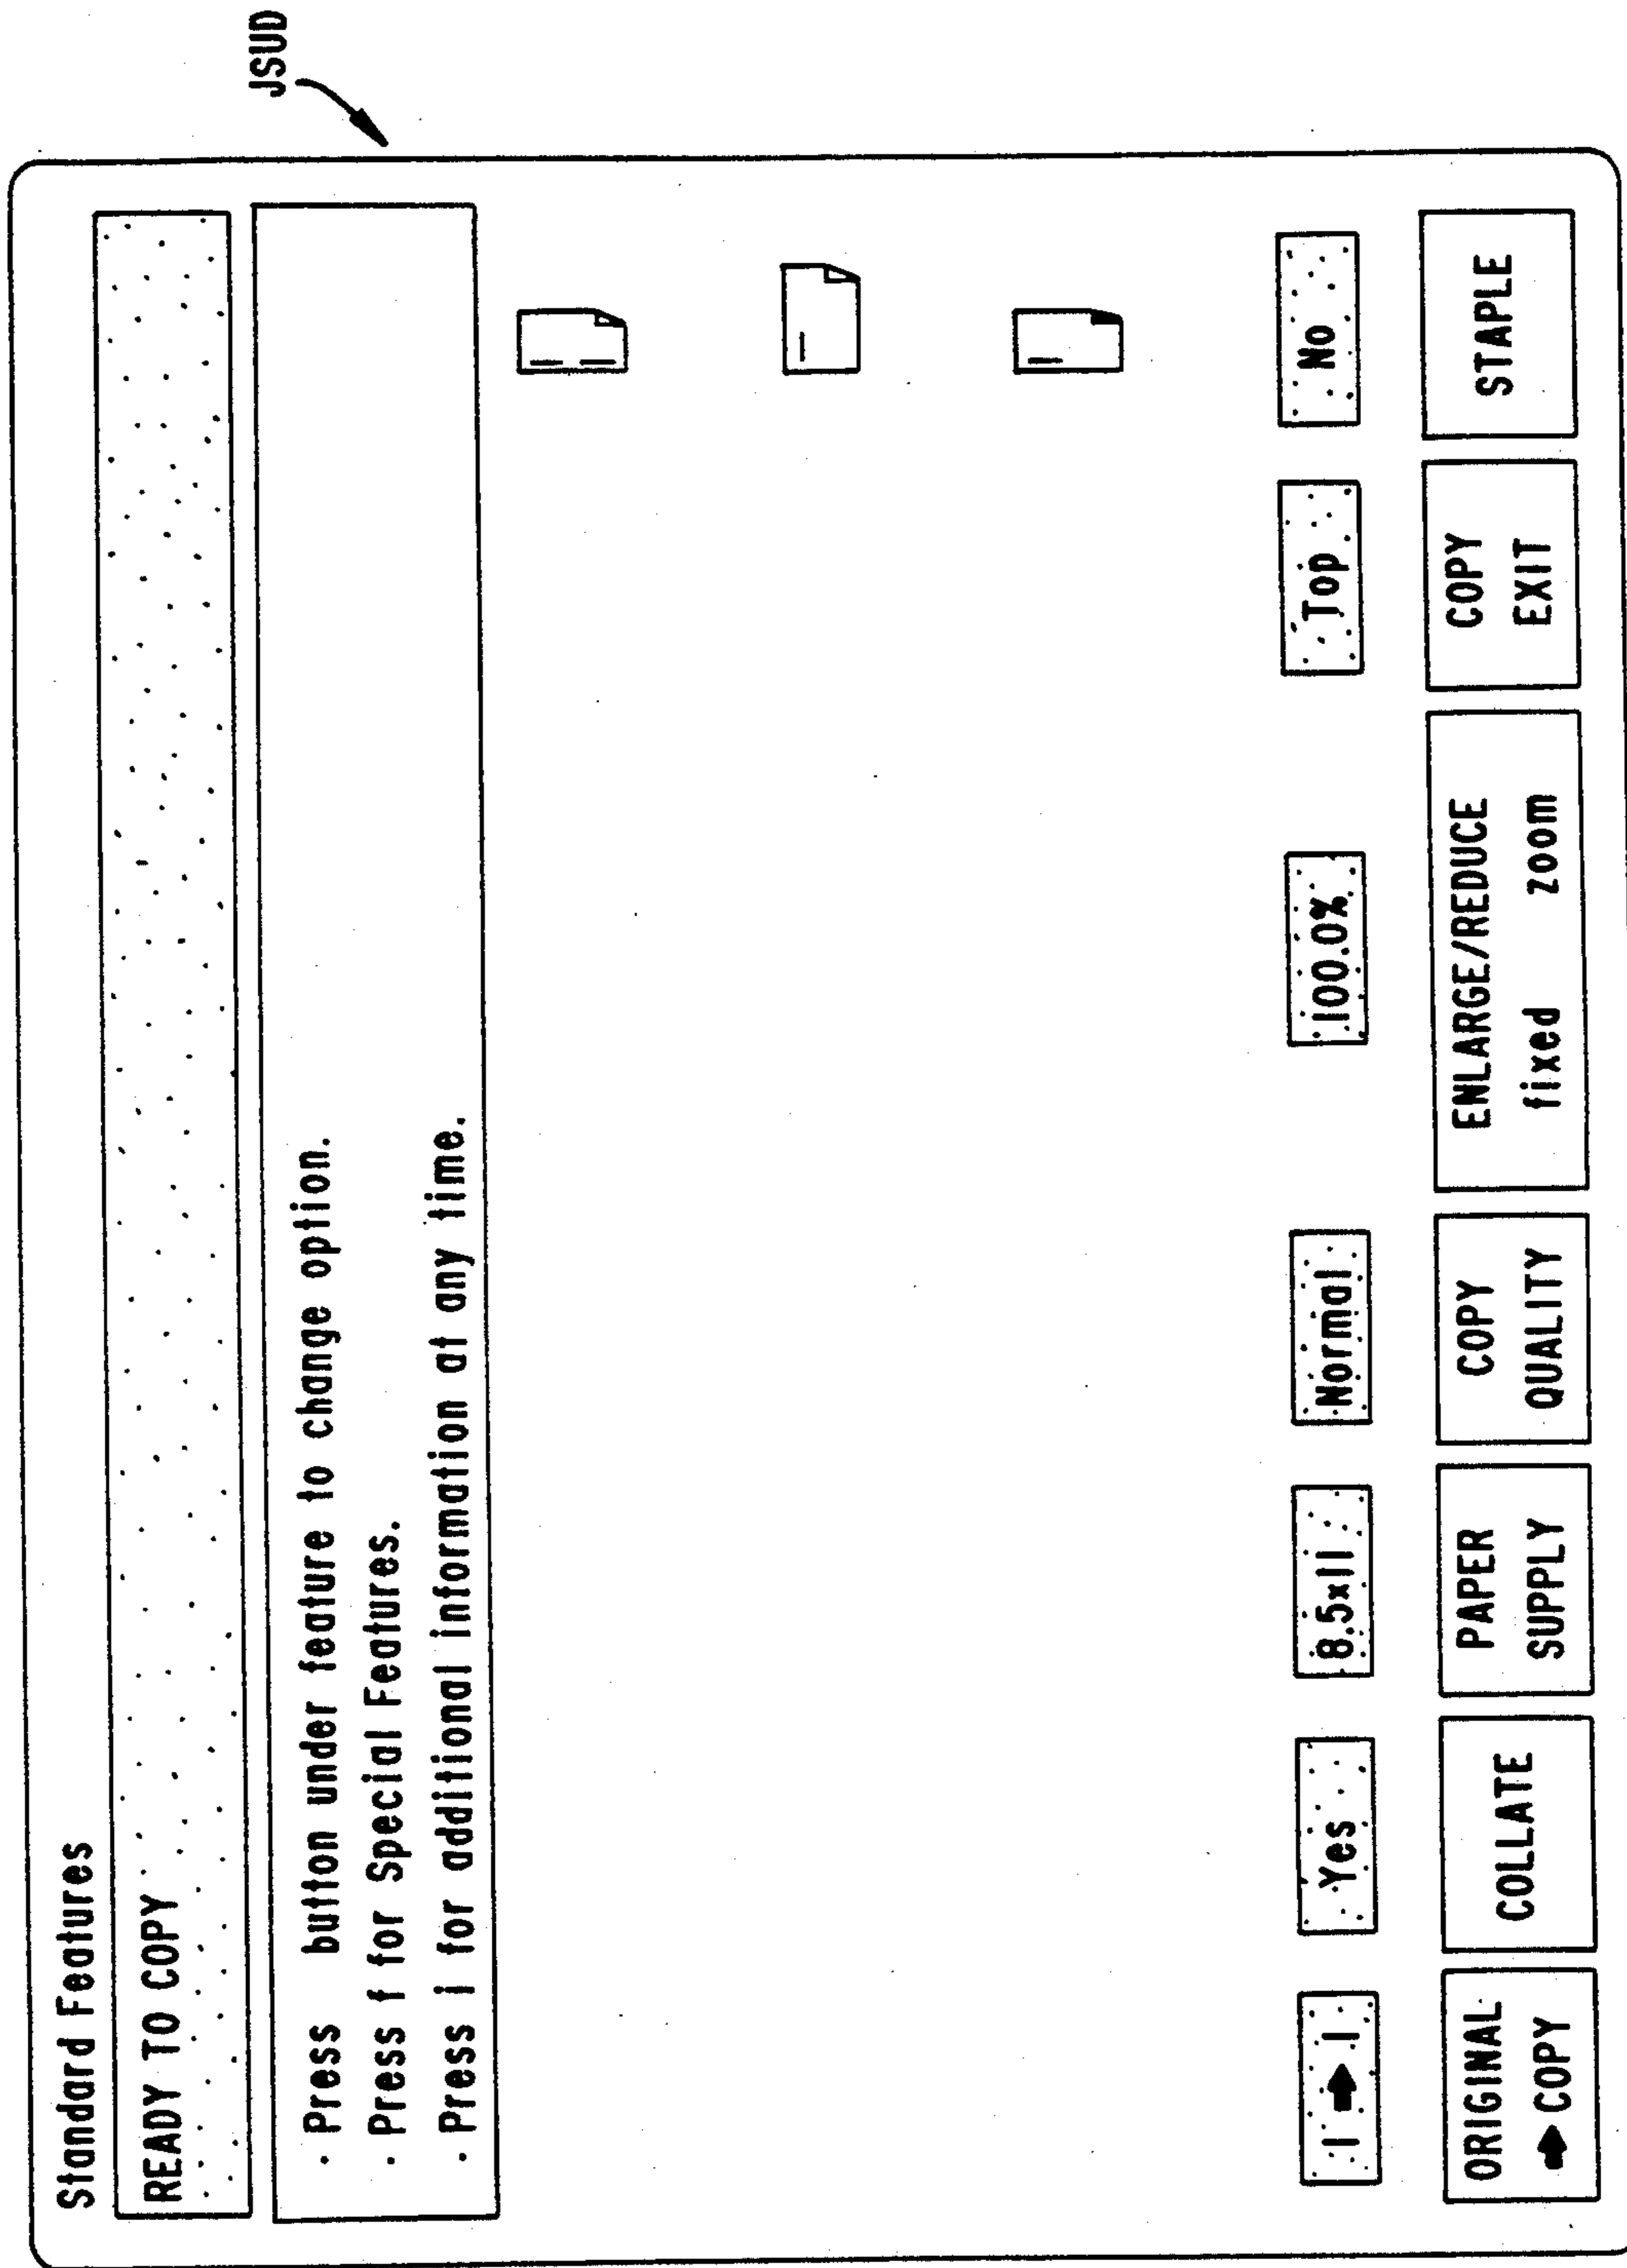 JSUD
Standard Features
READY TO COPY
· Press button under feature to change option.
· Press f for Special Features.
· Press i for additional information at any time.
1 ➡ 1
Yes
8.5x11
Normal
100.0%
Top
No
ORIGINAL
➡ COPY
COLLATE
PAPER
SUPPLY
COPY
QUALITY
ENLARGE/REDUCE
fixed zoom
COPY
EXIT
STAPLE